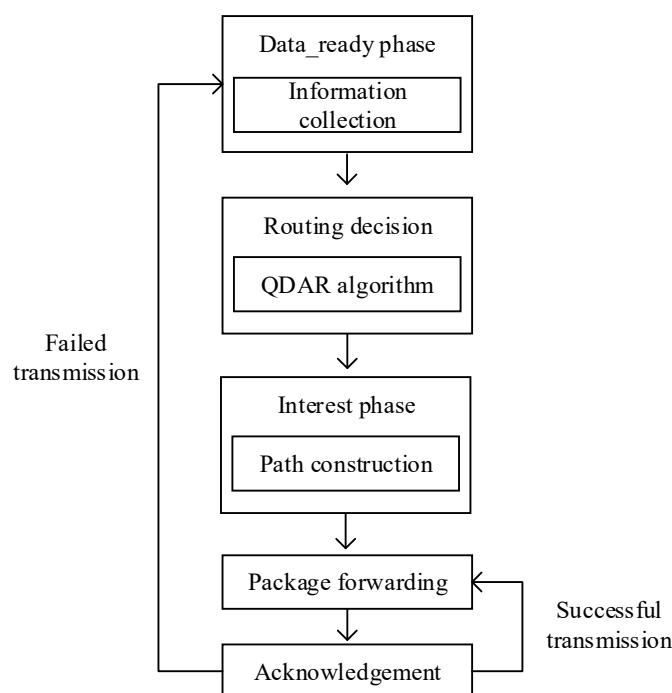 Data_ready phase
Information
collection
Routing decision
QDAR algorithm
Failed
transmission
Interest phase
Path construction
Package forwarding
Successful
transmission
Acknowledgement